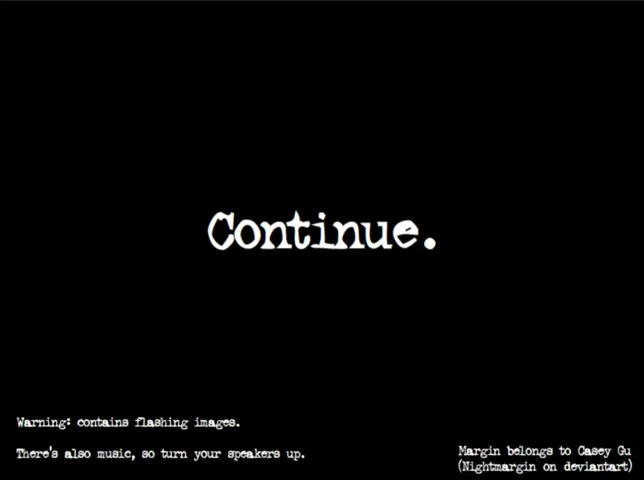 Continue.
Warning: contains flashing images.
There's also music, so turn your speakers up.
Margin belongs to Casey Gu
(Nightmargin on deviantart)